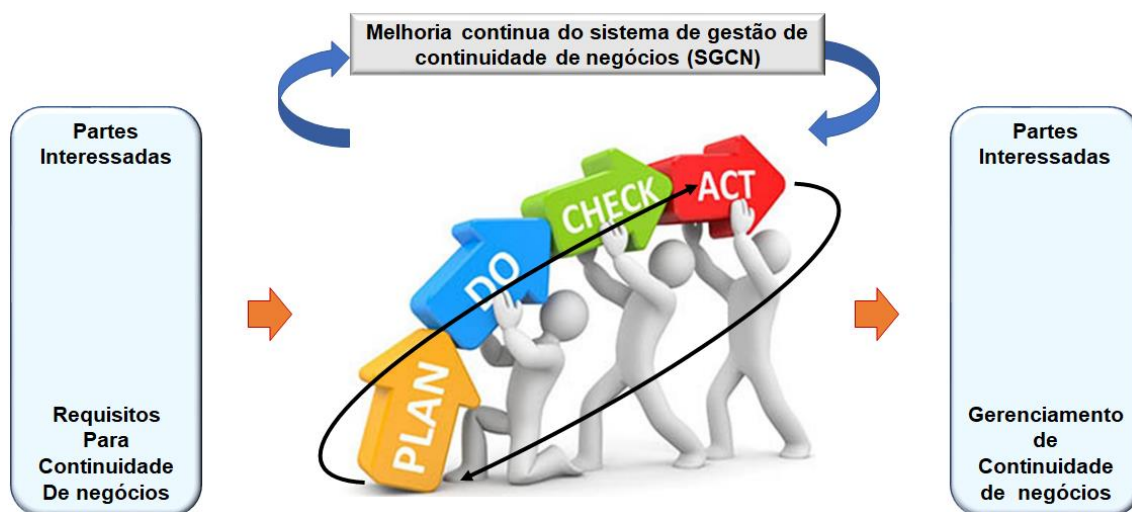 Melhoria continua do sistema de gestão de
continuidade de negócios (SGCN)
Partes
Interessadas
Requisitos
Para
Continuidade
De negócios
PLAN
DO
CHECK
ACT
Partes
Interessadas
Gerenciamento
de
Continuidade
de negócios